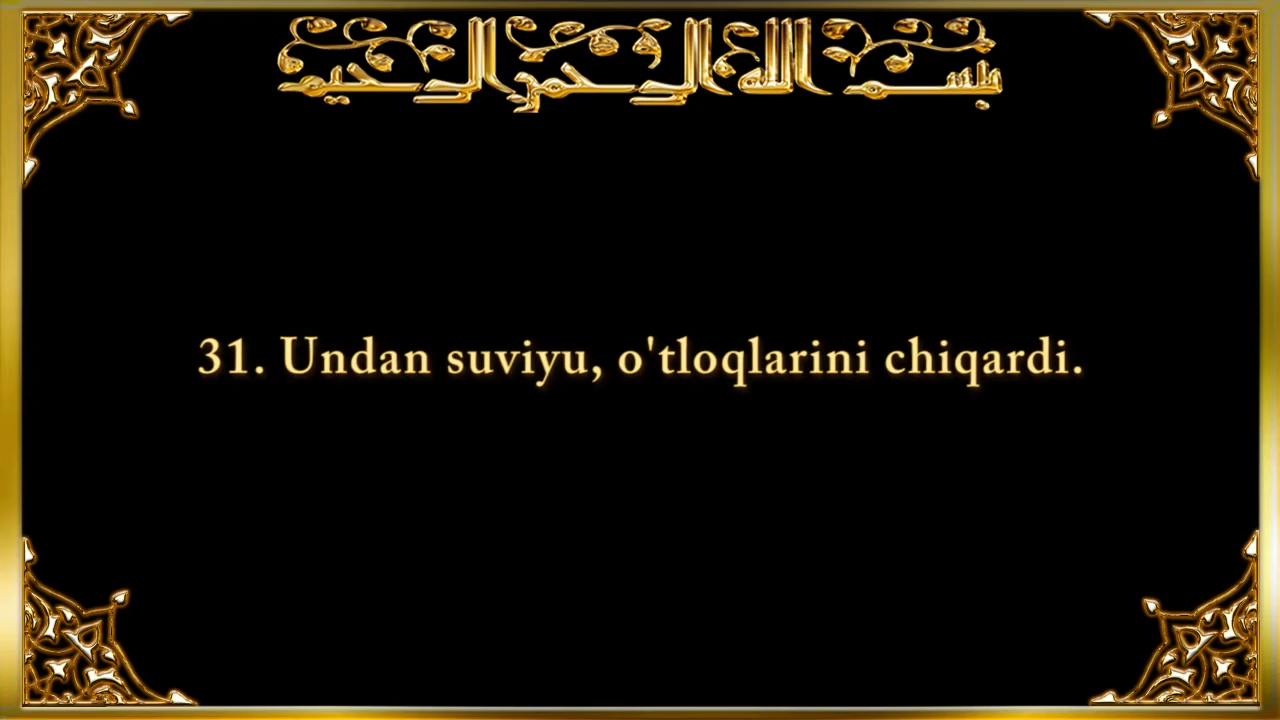 بسم الله الرحمن الرحيم
31. Undan suviyu, o'tloqlarini chiqardi.